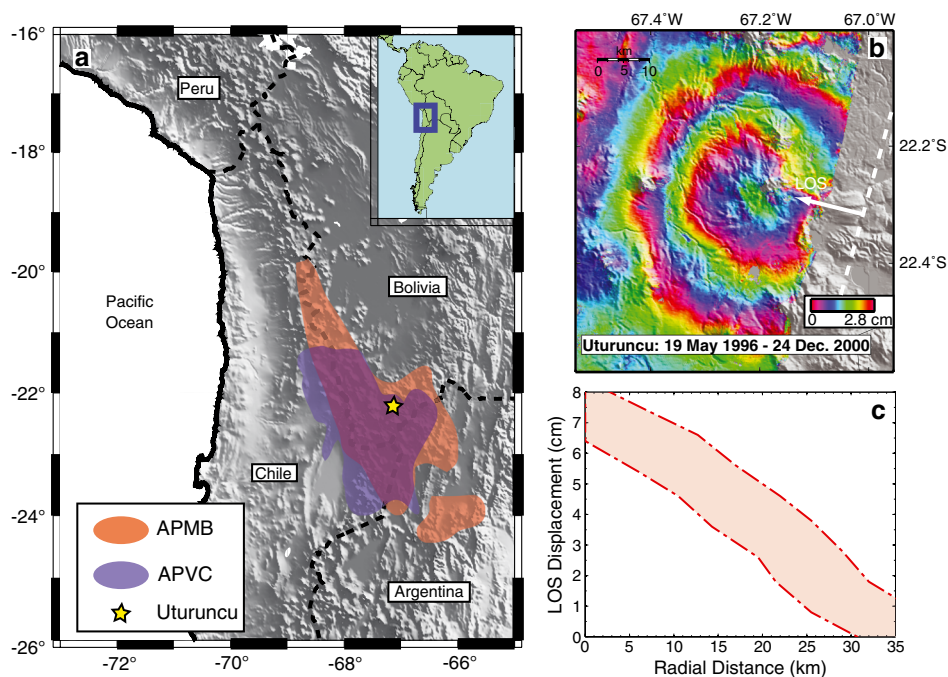 a
-16°
-18°
-20°
-22°
-24°
-26°
-72°
-70°
-68°
-66°
Peru
Bolivia
Pacific
Ocean
Chile
Argentina
APMB
APVC
Uturuncu
67.4°W
67.2°W
67.0°W
b
km
0 5 10
22.2°S
22.4°S
LOS
0 2.8 cm
Uturuncu: 19 May 1996 - 24 Dec. 2000
c
LOS Displacement (cm)
8
7
6
5
4
3
2
1
0
0 5 10 15 20 25 30 35
Radial Distance (km)